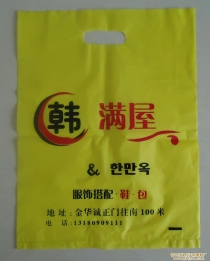 韩 满屋
& 한만옥
服饰搭配·鞋·包
地 址：金华诚正门往南100米
电 话：13180909111